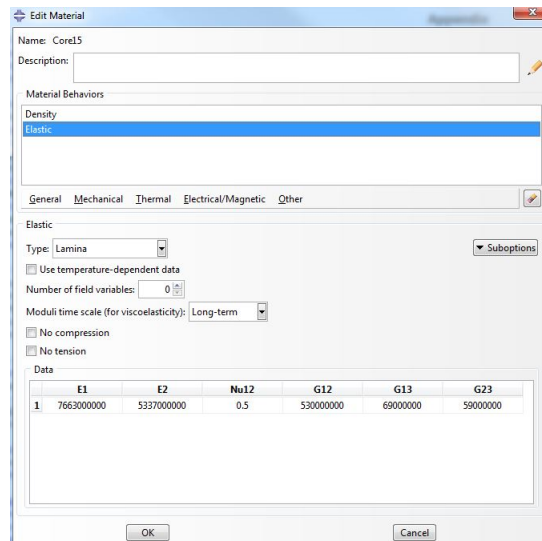 Edit Material
Appendix
Name: Core15
Description:
Material Behaviors
Density
Elastic
General Mechanical Thermal Electrical/Magnetic Other
Elastic
Type: Lamina
Suboptions
Use temperature-dependent data
Number of field variables: 0
Moduli time scale (for viscoelasticity): Long-term
No compression
No tension
Data
E1 E2 Nu12 G12 G13 G23
1 7663000000 5337000000 0.5 530000000 69000000 59000000
OK Cancel